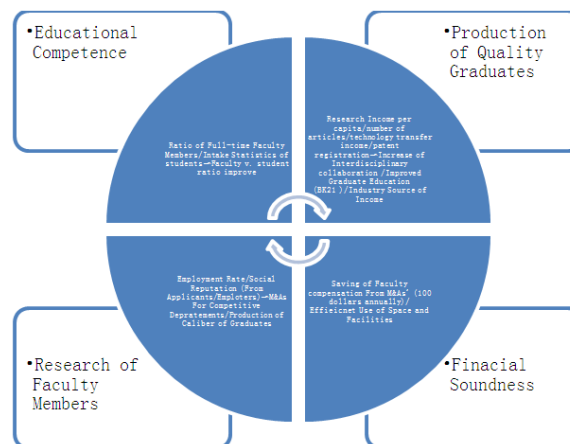 •Educational
Competence
•Production
of Quality
Graduates
Ratio of Full-time Faculty
Members/Intake Statistics of
students→Faculty v. student
ratio improve
Research Income per
capita/number of
articles/technology transfer
income/patent
registration→Increase of
Interdisciplinary
collaboration /Improved
Graduate Education
(BK21 )/Industry Source of
Income
Employment Rate/Social
Reputation (From
Applicants/Emploters)→M&As
For Competitive
Depratements/Production of
Caliber of Graduates
Saving of Faculty
compensation From M&As' (100
dollars annually)/
Effieicnet Use of Space and
Facilities
•Research of
Faculty
Members
•Finacial
Soundness